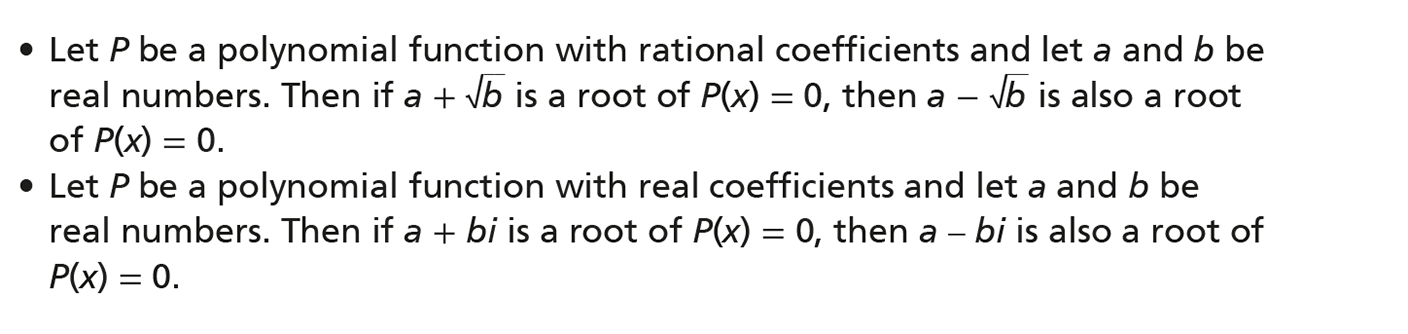 • Let P be a polynomial function with rational coefficients and let a and b be
real numbers. Then if a + √b is a root of P(x) = 0, then a − √b is also a root
of P(x) = 0.
• Let P be a polynomial function with real coefficients and let a and b be
real numbers. Then if a + bi is a root of P(x) = 0, then a – bi is also a root of
P(x) = 0.